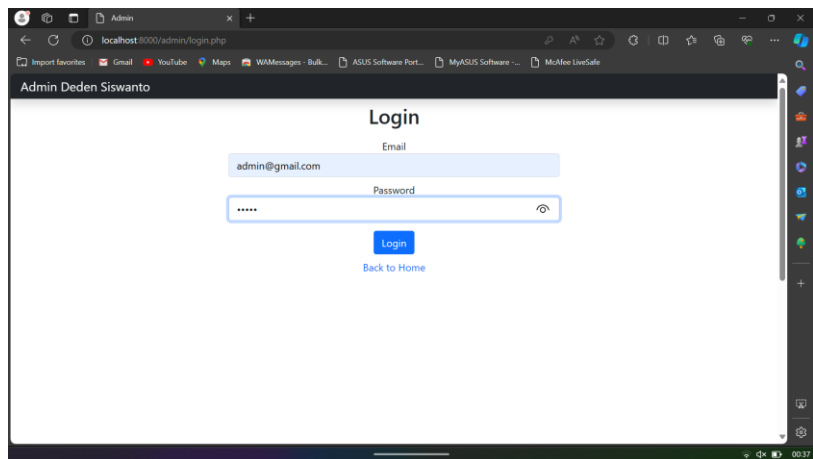 Admin
localhost:8000/admin/login.php
Import favorites Gmail YouTube Maps WAMessages - Bulk... ASUS Software Port... MyASUS Software -... McAfee LiveSafe
Admin Deden Siswanto
Login
Email
admin@gmail.com
Password
•••••
Login
Back to Home
00:37